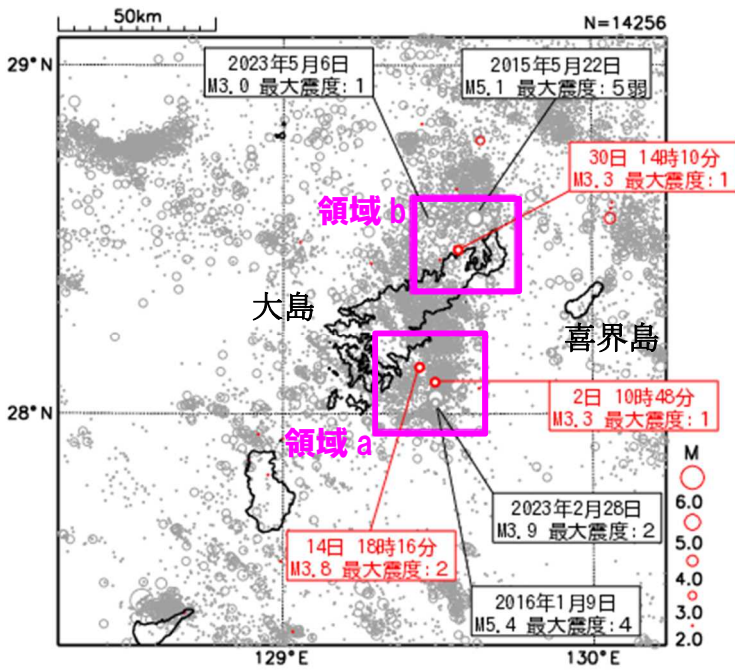 50km
N=14256
29°N
2023年5月6日
M3.0 最大震度:1
2015年5月22日
M5.1 最大震度:5弱
30日 14時10分
M3.3 最大震度:1
領域b
大島
喜界島
28°N
2日 10時48分
M3.3 最大震度:1
領域a
M
6.0
5.0
4.0
3.0
2.0
2023年2月28日
M3.9 最大震度:2
14日 18時16分
M3.8 最大震度:2
2016年1月9日
M5.4 最大震度:4
129°E
130°E